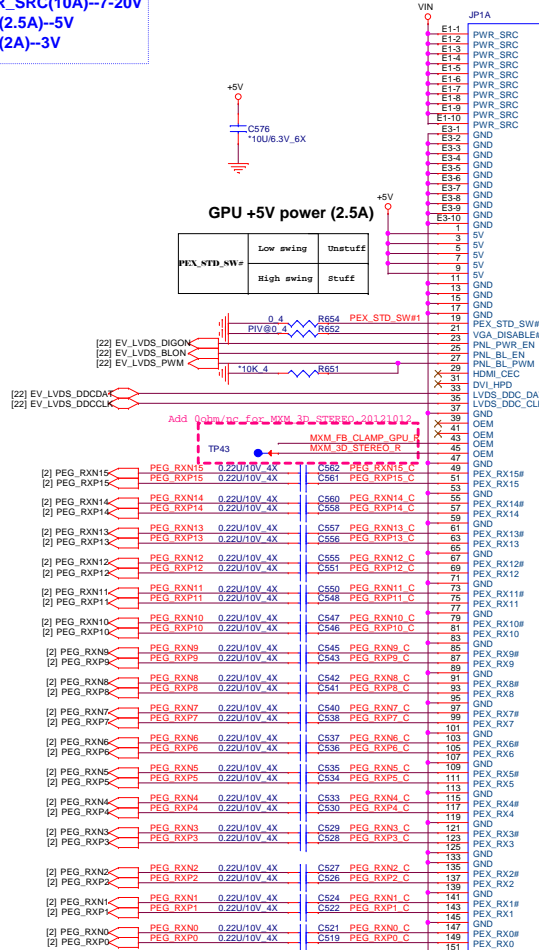 R_SRC(10A)--7-20V
(2.5A)--5V
(2A)--3V
VIN
JP1A
E1-1 PWR_SRC
E1-2 PWR_SRC
E1-3 PWR_SRC
E1-4 PWR_SRC
E1-5 PWR_SRC
E1-6 PWR_SRC
E1-7 PWR_SRC
E1-8 PWR_SRC
E1-9 PWR_SRC
E1-10 PWR_SRC
E3-1 GND
E3-2 GND
E3-3 GND
E3-4 GND
E3-5 GND
E3-6 GND
E3-7 GND
E3-8 GND
E3-9 GND
E3-10 GND
+5V
C576
*10U/6.3V_6X
+5V
GPU +5V power (2.5A)
PEX_STD_SW# Low swing Unstuff
High swing Stuff
1 5V
3 5V
5 5V
7 5V
9 5V
11 GND
13 GND
15 GND
17 GND
0_4 R654 PEX_STD_SW#1 19 PEX_STD_SW#
PIV@0_4 R652 21 VGA_DISABLE#
[22] EV_LVDS_DIGON 23 PNL_PWR_EN
[22] EV_LVDS_BLON 25 PNL_BL_EN
[22] EV_LVDS_PWM 27 PNL_BL_PWM
*10K_4 R651 29 HDMI_CEC
31 DVI_HPD
[22] EV_LVDS_DDCDAT 33 LVDS_DDC_DA
[22] EV_LVDS_DDCCLK 35 LVDS_DDC_CL
37 GND
Add 0ohm/nc for MXM_3D_STEREO 20121012
39 OEM
41 OEM
MXM_FB_CLAMP_GPU_R 43 OEM
TP43 MXM_3D_STEREO_R 45 OEM
47 GND
[2] PEG_RXN15 PEG_RXN15 0.22U/10V_4X C562 PEG_RXN15_C 49 PEX_RX15#
[2] PEG_RXP15 PEG_RXP15 0.22U/10V_4X C561 PEG_RXP15_C 51 PEX_RX15
53 GND
[2] PEG_RXN14 PEG_RXN14 0.22U/10V_4X C560 PEG_RXN14_C 55 PEX_RX14#
[2] PEG_RXP14 PEG_RXP14 0.22U/10V_4X C558 PEG_RXP14_C 57 PEX_RX14
59 GND
[2] PEG_RXN13 PEG_RXN13 0.22U/10V_4X C557 PEG_RXN13_C 61 PEX_RX13#
[2] PEG_RXP13 PEG_RXP13 0.22U/10V_4X C556 PEG_RXP13_C 63 PEX_RX13
65 GND
[2] PEG_RXN12 PEG_RXN12 0.22U/10V_4X C555 PEG_RXN12_C 67 PEX_RX12#
[2] PEG_RXP12 PEG_RXP12 0.22U/10V_4X C551 PEG_RXP12_C 69 PEX_RX12
71 GND
[2] PEG_RXN11 PEG_RXN11 0.22U/10V_4X C550 PEG_RXN11_C 73 PEX_RX11#
[2] PEG_RXP11 PEG_RXP11 0.22U/10V_4X C548 PEG_RXP11_C 75 PEX_RX11
77 GND
[2] PEG_RXN10 PEG_RXN10 0.22U/10V_4X C547 PEG_RXN10_C 79 PEX_RX10#
[2] PEG_RXP10 PEG_RXP10 0.22U/10V_4X C546 PEG_RXP10_C 81 PEX_RX10
83 GND
[2] PEG_RXN9 PEG_RXN9 0.22U/10V_4X C545 PEG_RXN9_C 85 PEX_RX9#
[2] PEG_RXP9 PEG_RXP9 0.22U/10V_4X C543 PEG_RXP9_C 87 PEX_RX9
89 GND
[2] PEG_RXN8 PEG_RXN8 0.22U/10V_4X C542 PEG_RXN8_C 91 PEX_RX8#
[2] PEG_RXP8 PEG_RXP8 0.22U/10V_4X C541 PEG_RXP8_C 93 PEX_RX8
95 GND
[2] PEG_RXN7 PEG_RXN7 0.22U/10V_4X C540 PEG_RXN7_C 97 PEX_RX7#
[2] PEG_RXP7 PEG_RXP7 0.22U/10V_4X C538 PEG_RXP7_C 99 PEX_RX7
101 GND
[2] PEG_RXN6 PEG_RXN6 0.22U/10V_4X C537 PEG_RXN6_C 103 PEX_RX6#
[2] PEG_RXP6 PEG_RXP6 0.22U/10V_4X C536 PEG_RXP6_C 105 PEX_RX6
107 GND
[2] PEG_RXN5 PEG_RXN5 0.22U/10V_4X C535 PEG_RXN5_C 109 PEX_RX5#
[2] PEG_RXP5 PEG_RXP5 0.22U/10V_4X C534 PEG_RXP5_C 111 PEX_RX5
113 GND
[2] PEG_RXN4 PEG_RXN4 0.22U/10V_4X C533 PEG_RXN4_C 115 PEX_RX4#
[2] PEG_RXP4 PEG_RXP4 0.22U/10V_4X C530 PEG_RXP4_C 117 PEX_RX4
119 GND
[2] PEG_RXN3 PEG_RXN3 0.22U/10V_4X C529 PEG_RXN3_C 121 PEX_RX3#
[2] PEG_RXP3 PEG_RXP3 0.22U/10V_4X C528 PEG_RXP3_C 123 PEX_RX3
125 GND
133 GND
[2] PEG_RXN2 PEG_RXN2 0.22U/10V_4X C527 PEG_RXN2_C 135 PEX_RX2#
[2] PEG_RXP2 PEG_RXP2 0.22U/10V_4X C526 PEG_RXP2_C 137 PEX_RX2
139 GND
[2] PEG_RXN1 PEG_RXN1 0.22U/10V_4X C524 PEG_RXN1_C 141 PEX_RX1#
[2] PEG_RXP1 PEG_RXP1 0.22U/10V_4X C522 PEG_RXP1_C 143 PEX_RX1
145 GND
[2] PEG_RXN0 PEG_RXN0 0.22U/10V_4X C521 PEG_RXN0_C 147 PEX_RX0#
[2] PEG_RXP0 PEG_RXP0 0.22U/10V_4X C519 PEG_RXP0_C 149 PEX_RX0
151